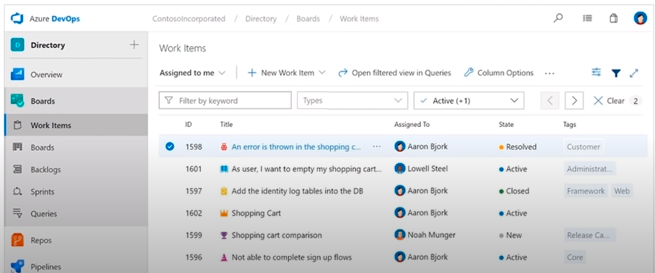 Azure DevOps
ContosoIncorporated / Directory / Boards / Work Items
D Directory
Overview
Boards
Work Items
Boards
Backlogs
Sprints
Queries
Repos
Pipelines
Work Items
Assigned to me New Work Item Open filtered view in Queries Column Options ...
Filter by keyword Types Active (+1) Clear 2
ID Title Assigned To State Tags
1598 An error is thrown in the shopping c... ... Aaron Bjork Resolved Customer
1601 As user, I want to empty my shopping cart... Lowell Steel Active Administrat...
1597 Add the identity log tables into the DB Aaron Bjork Closed Framework Web
1602 Shopping Cart Aaron Bjork Active
1599 Shopping cart comparison Noah Munger New Release Ca...
1596 Not able to complete sign up flows Aaron Bjork Active Core